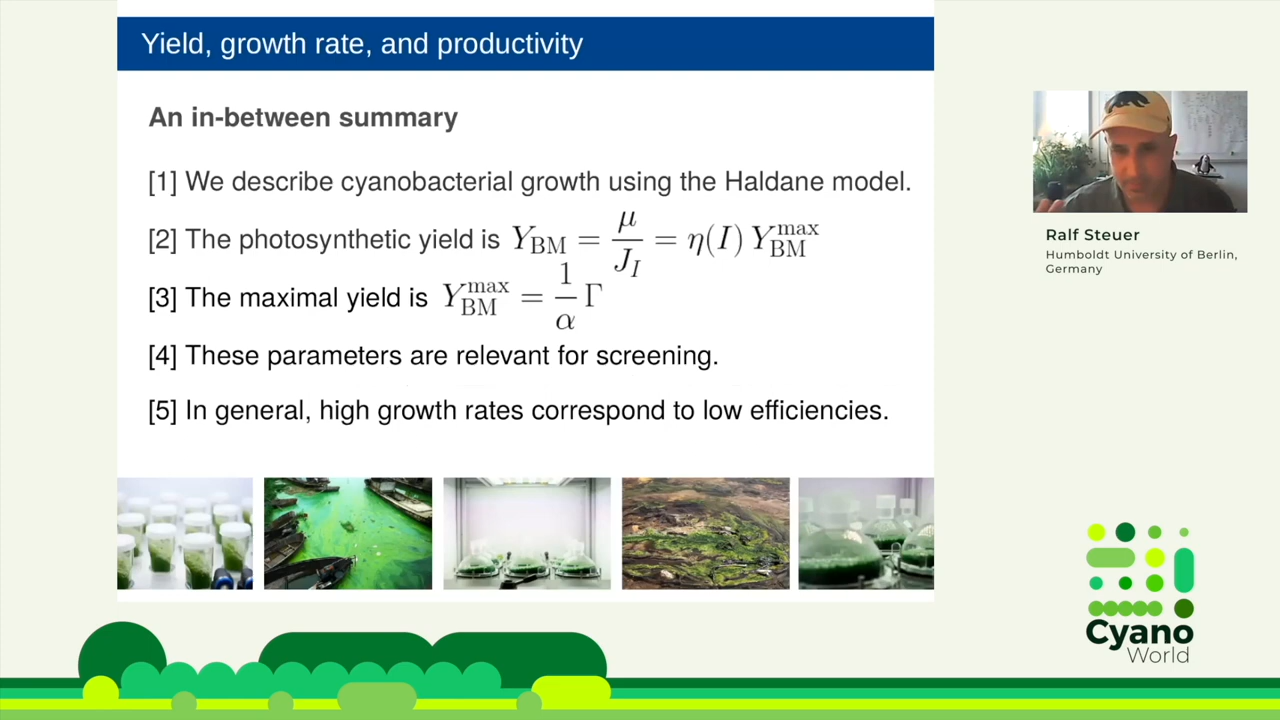 Yield, growth rate, and productivity
An in-between summary
[1] We describe cyanobacterial growth using the Haldane model.
[2] The photosynthetic yield is Y_BM = μ / J_I = η(I) Y_BM^max
[3] The maximal yield is Y_BM^max = 1/α Γ
[4] These parameters are relevant for screening.
[5] In general, high growth rates correspond to low efficiencies.
Ralf Steuer
Humboldt University of Berlin,
Germany
Cyano
World